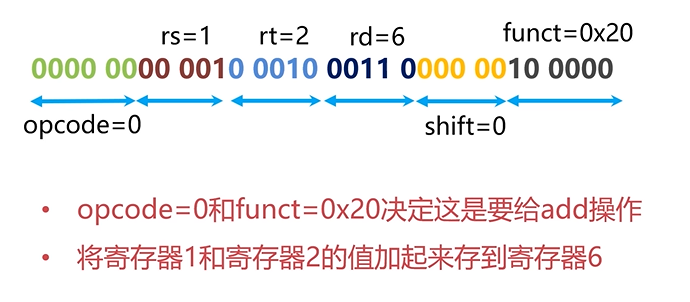 rs=1 rt=2 rd=6 funct=0x20
0000 0000 0010 0010 0011 0000 0010 0000
opcode=0 shift=0
• opcode=0和funct=0x20决定这是要给add操作
• 将寄存器1和寄存器2的值加起来存到寄存器6